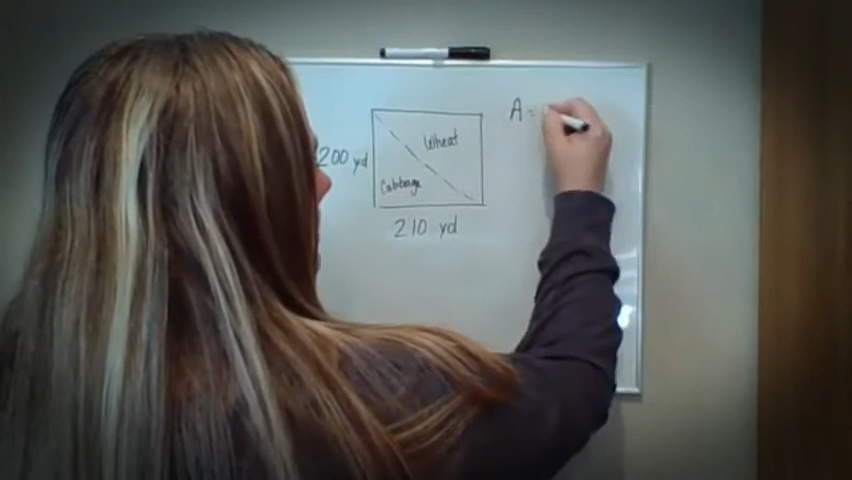 A =
Wheat
200 yd
Cabbage
210 yd